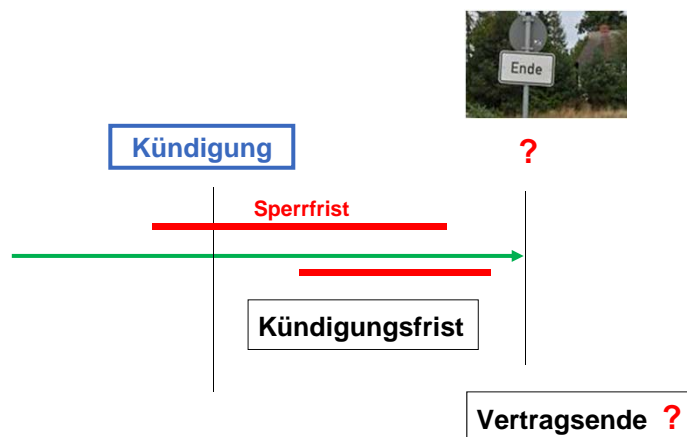 Ende
Kündigung
?
Sperrfrist
Kündigungsfrist
Vertragsende ?